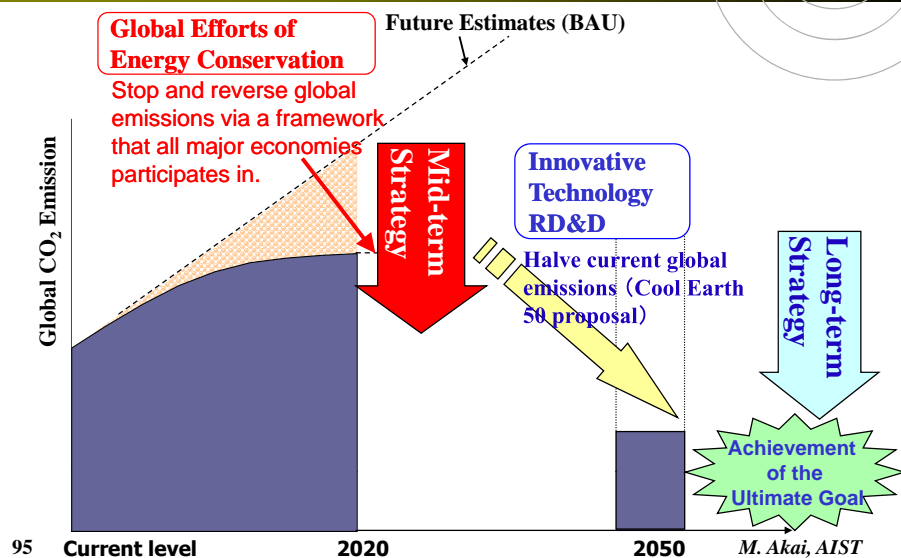 Global Efforts of
Energy Conservation
Future Estimates (BAU)
Stop and reverse global
emissions via a framework
that all major economies
participates in.
Global CO₂ Emission
Mid-term
Strategy
Innovative
Technology
RD&D
Halve current global
emissions（Cool Earth
50 proposal）
Long-term
Strategy
Achievement
of the
Ultimate Goal
95
Current level
2020
2050
M. Akai, AIST